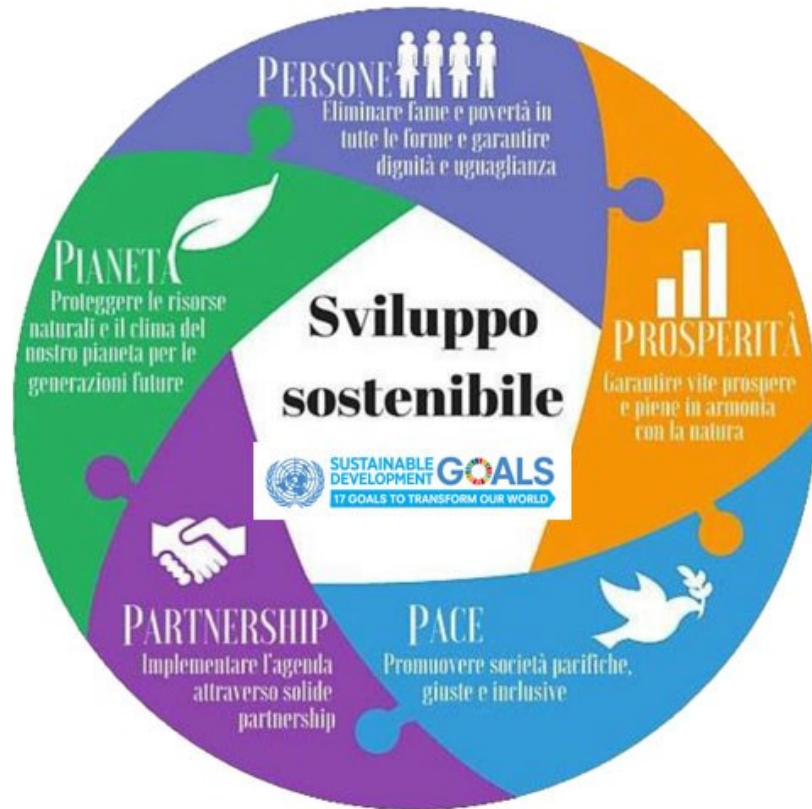 PERSONE
Eliminare fame e povertà in
tutte le forme e garantire
dignità e uguaglianza
PIANETA
Proteggere le risorse
naturali e il clima del
nostro pianeta per le
generazioni future
Sviluppo
sostenibile
SUSTAINABLE
DEVELOPMENT
GOALS
17 GOALS TO TRANSFORM OUR WORLD
PROSPERITÀ
Garantire vite prospere
e piene in armonia
con la natura
PARTNERSHIP
Implementare l'agenda
attraverso solide
partnership
PACE
Promuovere società pacifiche,
giuste e inclusive